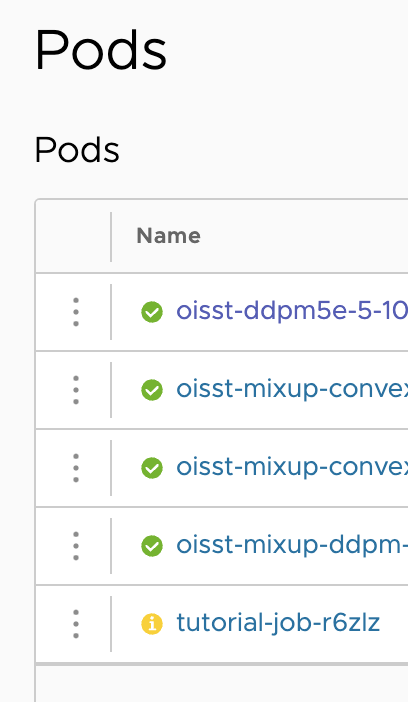 Pods
Pods
Name
oisst-ddpm5e-5-10
oisst-mixup-convex
oisst-mixup-convex
oisst-mixup-ddpm-
tutorial-job-r6zlz